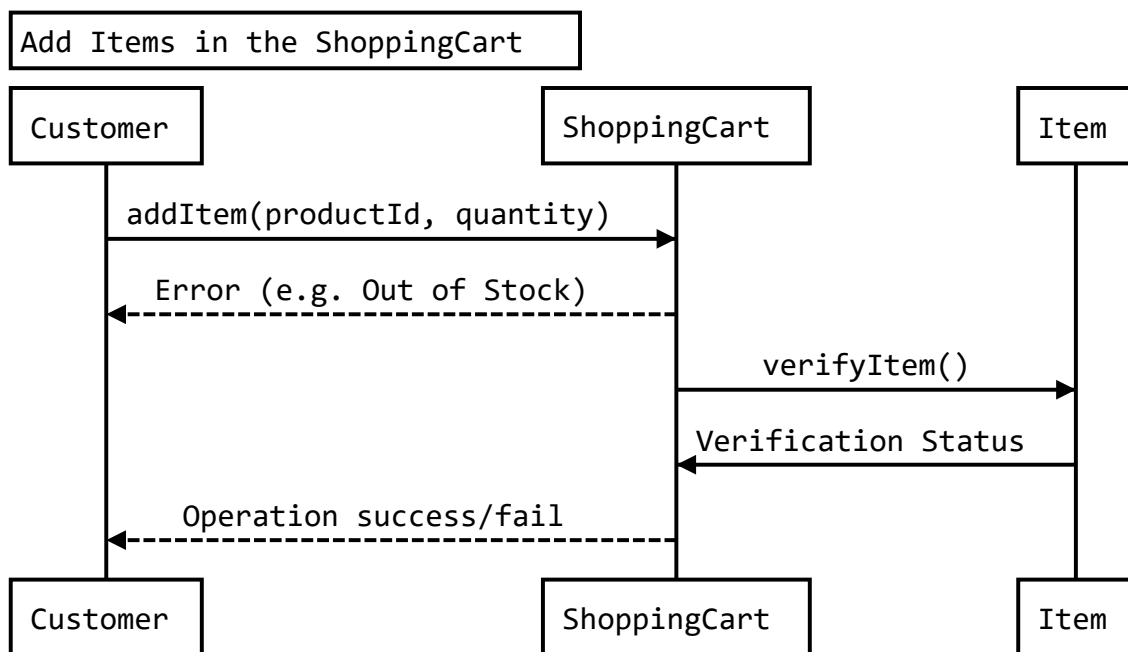 Add Items in the ShoppingCart
Customer
ShoppingCart
Item
addItem(productId, quantity)
Error (e.g. Out of Stock)
verifyItem()
Verification Status
Operation success/fail
Customer
ShoppingCart
Item